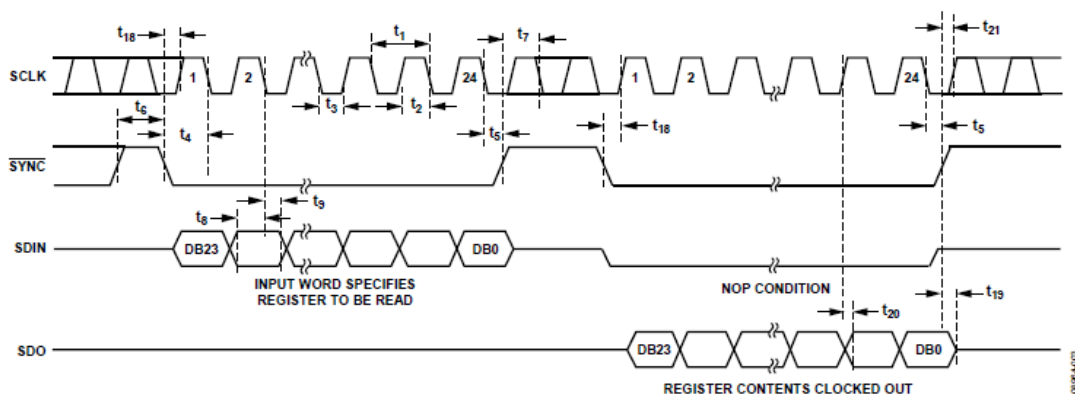 t18
t1
t7
t21
SCLK
1
2
24
1
2
24
t6
t4
t3
t2
t5
t18
t5
SYNC
t8
t9
SDIN
DB23
DB0
INPUT WORD SPECIFIES
REGISTER TO BE READ
NOP CONDITION
t20
t19
SDO
DB23
DB0
REGISTER CONTENTS CLOCKED OUT